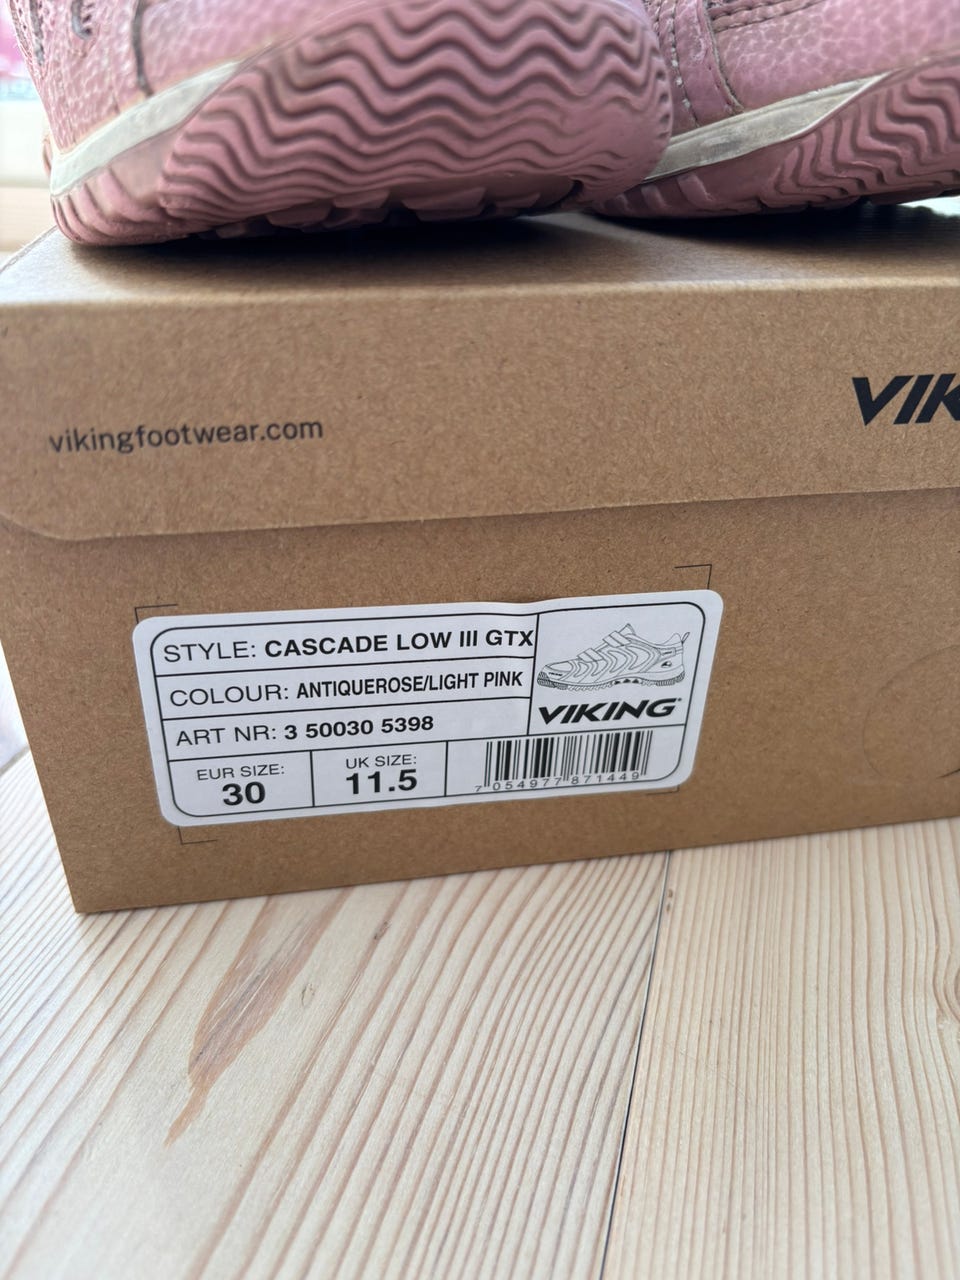 vikingfootwear.com
VIK
STYLE: CASCADE LOW III GTX
COLOUR: ANTIQUEROSE/LIGHT PINK
ART NR: 3 50030 5398
VIKING
EUR SIZE:
30
UK SIZE:
11.5
7 054977 871449